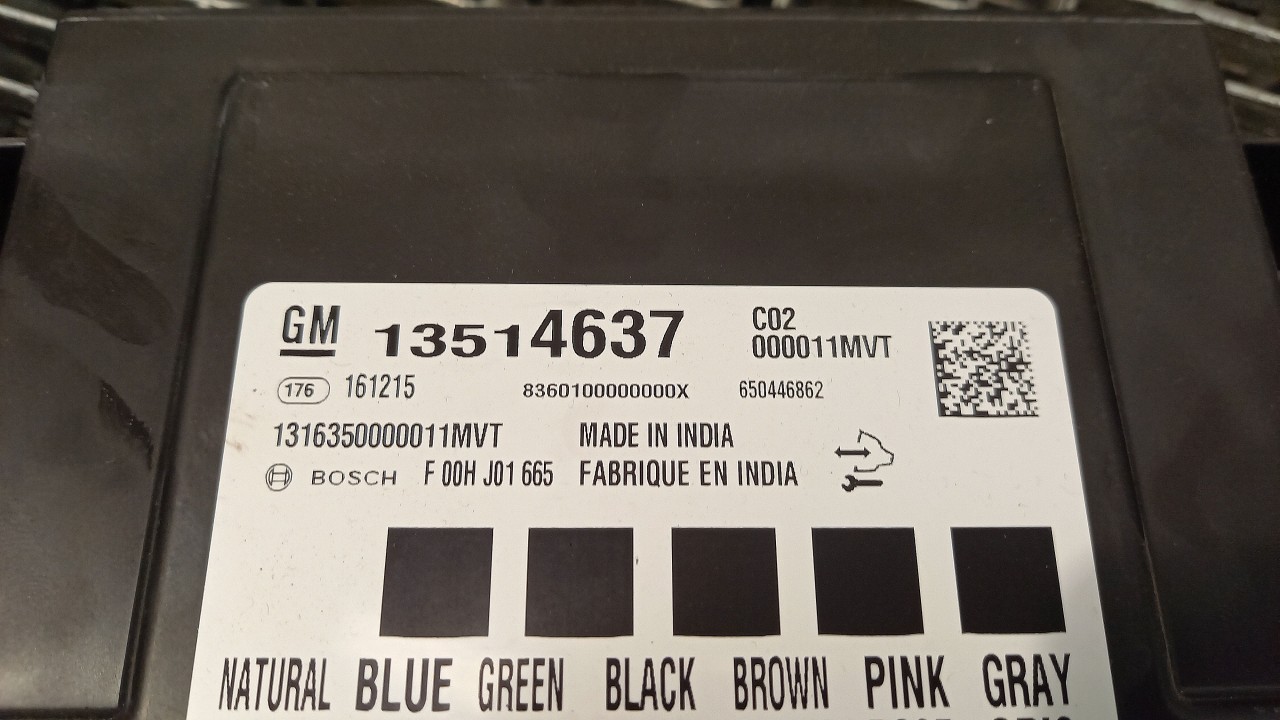 GM 13514637 C02
000011MVT
176 161215 8360100000000X 650446862
1316350000011MVT MADE IN INDIA
BOSCH F 00H J01 665 FABRIQUE EN INDIA
NATURAL BLUE GREEN BLACK BROWN PINK GRAY